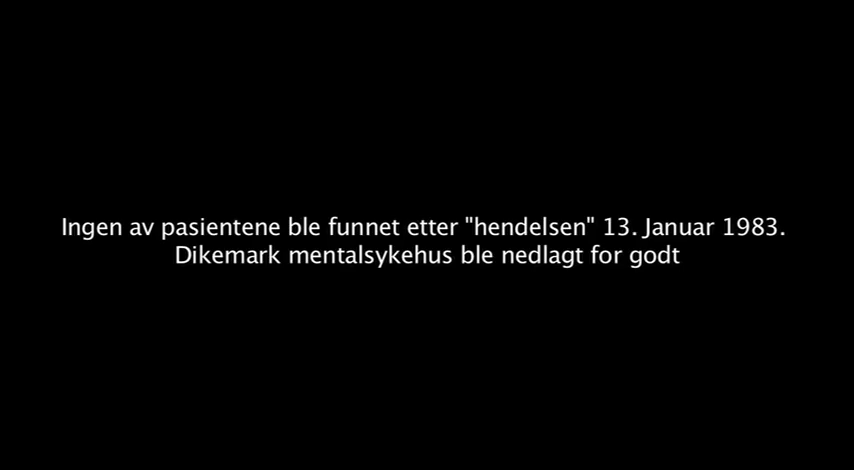 Ingen av pasientene ble funnet etter "hendelsen" 13. Januar 1983.
Dikemark mentalsykehus ble nedlagt for godt